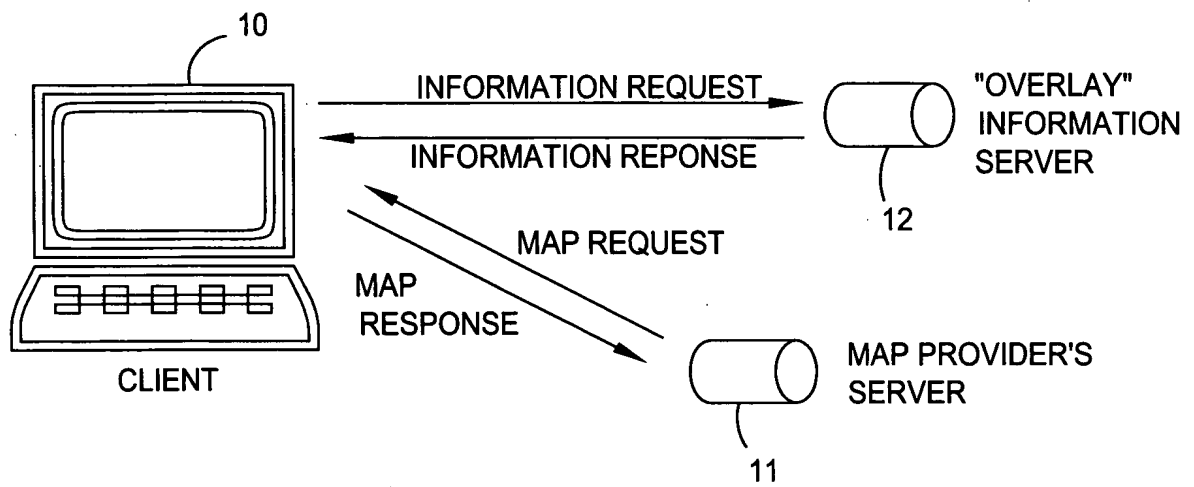 10
INFORMATION REQUEST
"OVERLAY"
INFORMATION
SERVER
INFORMATION REPONSE
12
MAP REQUEST
MAP
RESPONSE
MAP PROVIDER'S
SERVER
CLIENT
11